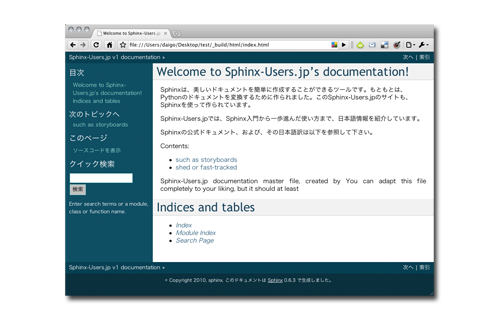 Welcome to Sphinx-Users.jp
file:///Users/daigo/Desktop/test/_build/html/index.html
Sphinx-Users.jp v1 documentation »
次へ | 索引
目次
Welcome to Sphinx-
Users.jp's documentation!
Indices and tables
次のトピックへ
such as storyboards
このページ
ソースコードを表示
クイック検索
検索
Enter search terms or a module,
class or function name.
Welcome to Sphinx-Users.jp's documentation!
Sphinxは、美しいドキュメントを簡単に作成することができるツールです。もともとは、
Pythonのドキュメントを変換するために作られました。このSphinx-Users.jpのサイトも、
Sphinxを使って作られています。
Sphinx-Users.jpでは、Sphinx入門から一歩進んだ使い方まで、日本語情報を紹介しています。
Sphinxの公式ドキュメント、および、その日本語訳は以下を参照して下さい。
Contents:
such as storyboards
shed or fast-tracked
Sphinx-Users.jp documentation master file, created by You can adapt this file
completely to your liking, but it should at least
Indices and tables
Index
Module Index
Search Page
Sphinx-Users.jp v1 documentation »
次へ | 索引
© Copyright 2010, sphinx. このドキュメントは Sphinx 0.6.3 で生成しました。